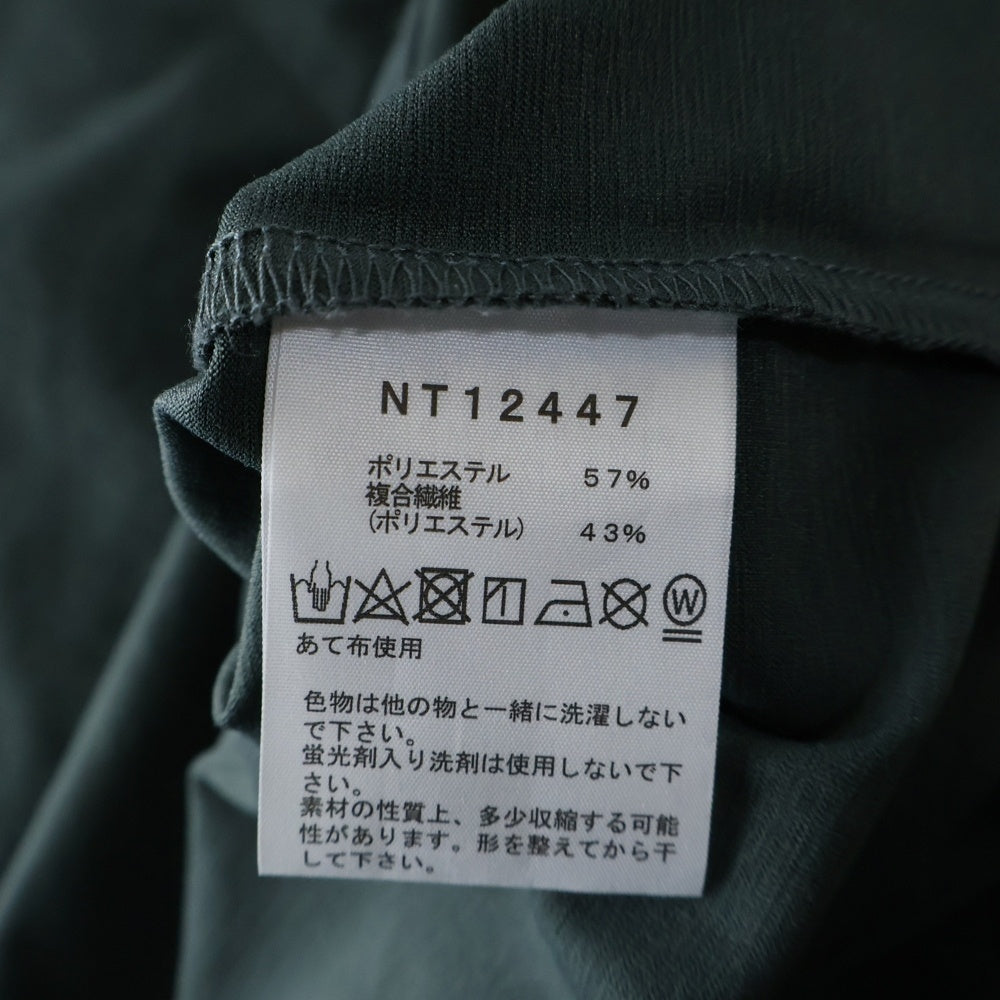 NT12447
ポリエステル 57%
複合繊維
(ポリエステル) 43%
W
あて布使用
色物は他の物と一緒に洗濯しない
で下さい。
蛍光剤入り洗剤は使用しないで下
さい。
素材の性質上、多少収縮する可能
性があります。形を整えてから干
して下さい。